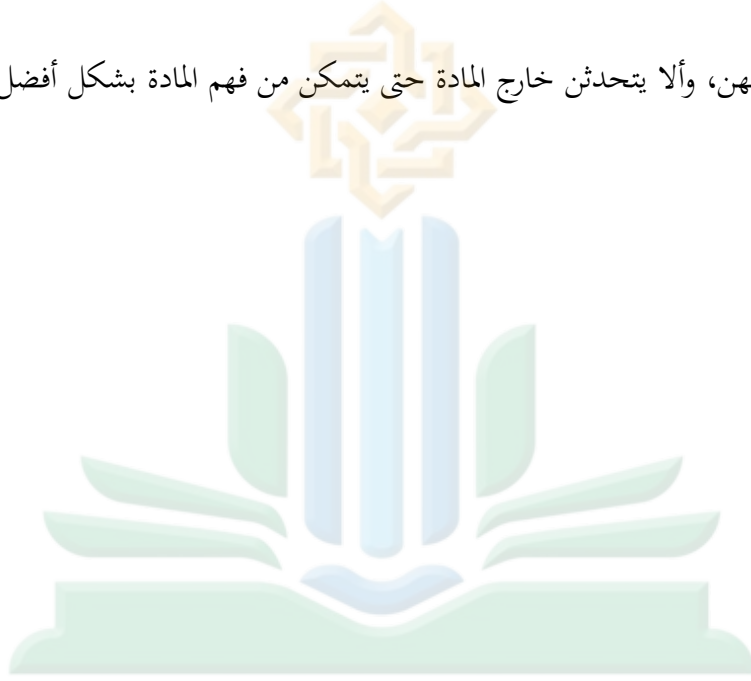 هن، وألا يتحدثن خارج المادة حتى يتمكن من فهم المادة بشكل أفضل